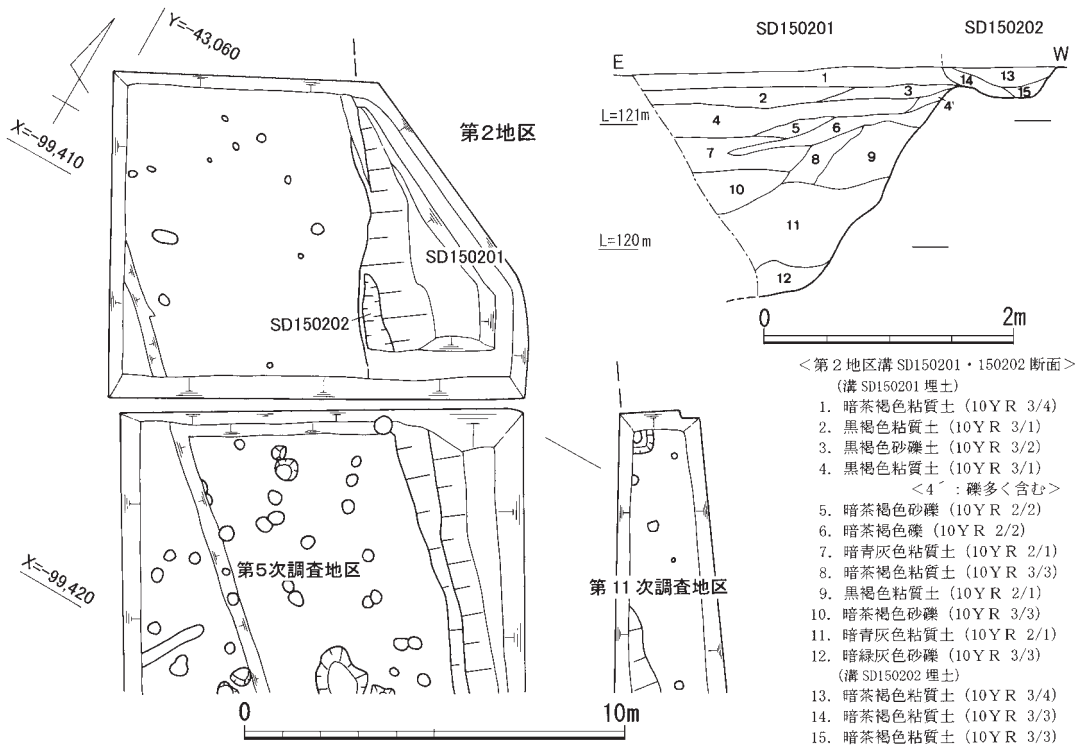 Y=-43,060
X=-99,410
第2地区
SD150201
SD150202
第5次調査地区
第11次調査地区
X=-99,420
0 10m
SD150201 SD150202
E W
L=121m
L=120m
1
2
3
4
4'
5
6
7
8
9
10
11
12
13
14
15
0 2m
<第2地区溝SD150201・150202断面>
(溝SD150201埋土)
1. 暗茶褐色粘質土 (10YR 3/4)
2. 黒褐色粘質土 (10YR 3/1)
3. 黒褐色砂礫土 (10YR 3/2)
4. 黒褐色粘質土 (10YR 3/1)
<4´:礫多く含む>
5. 暗茶褐色砂礫 (10YR 2/2)
6. 暗茶褐色礫 (10YR 2/2)
7. 暗青灰色粘質土 (10YR 2/1)
8. 暗茶褐色粘質土 (10YR 3/3)
9. 黒褐色粘質土 (10YR 2/1)
10. 暗茶褐色砂礫 (10YR 3/3)
11. 暗青灰色粘質土 (10YR 2/1)
12. 暗緑灰色砂礫 (10YR 3/3)
(溝SD150202埋土)
13. 暗茶褐色粘質土 (10YR 3/4)
14. 暗茶褐色粘質土 (10YR 3/3)
15. 暗茶褐色粘質土 (10YR 3/3)